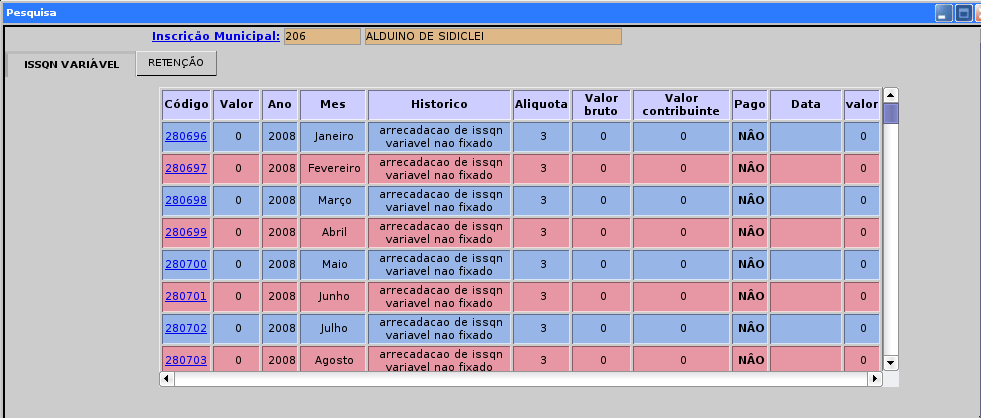 Pesquisa
Inscrição Municipal: 206 ALDUINO DE SIDICLEI
ISSQN VARIÁVEL RETENÇÃO
Código Valor Ano Mes Historico Aliquota Valor bruto Valor contribuinte Pago Data valor
280696 0 2008 Janeiro arrecadacao de issqn variavel nao fixado 3 0 0 NÂO 0
280697 0 2008 Fevereiro arrecadacao de issqn variavel nao fixado 3 0 0 NÂO 0
280698 0 2008 Março arrecadacao de issqn variavel nao fixado 3 0 0 NÂO 0
280699 0 2008 Abril arrecadacao de issqn variavel nao fixado 3 0 0 NÂO 0
280700 0 2008 Maio arrecadacao de issqn variavel nao fixado 3 0 0 NÂO 0
280701 0 2008 Junho arrecadacao de issqn variavel nao fixado 3 0 0 NÂO 0
280702 0 2008 Julho arrecadacao de issqn variavel nao fixado 3 0 0 NÂO 0
280703 0 2008 Agosto arrecadacao de issqn variavel nao fixado 3 0 0 NÂO 0